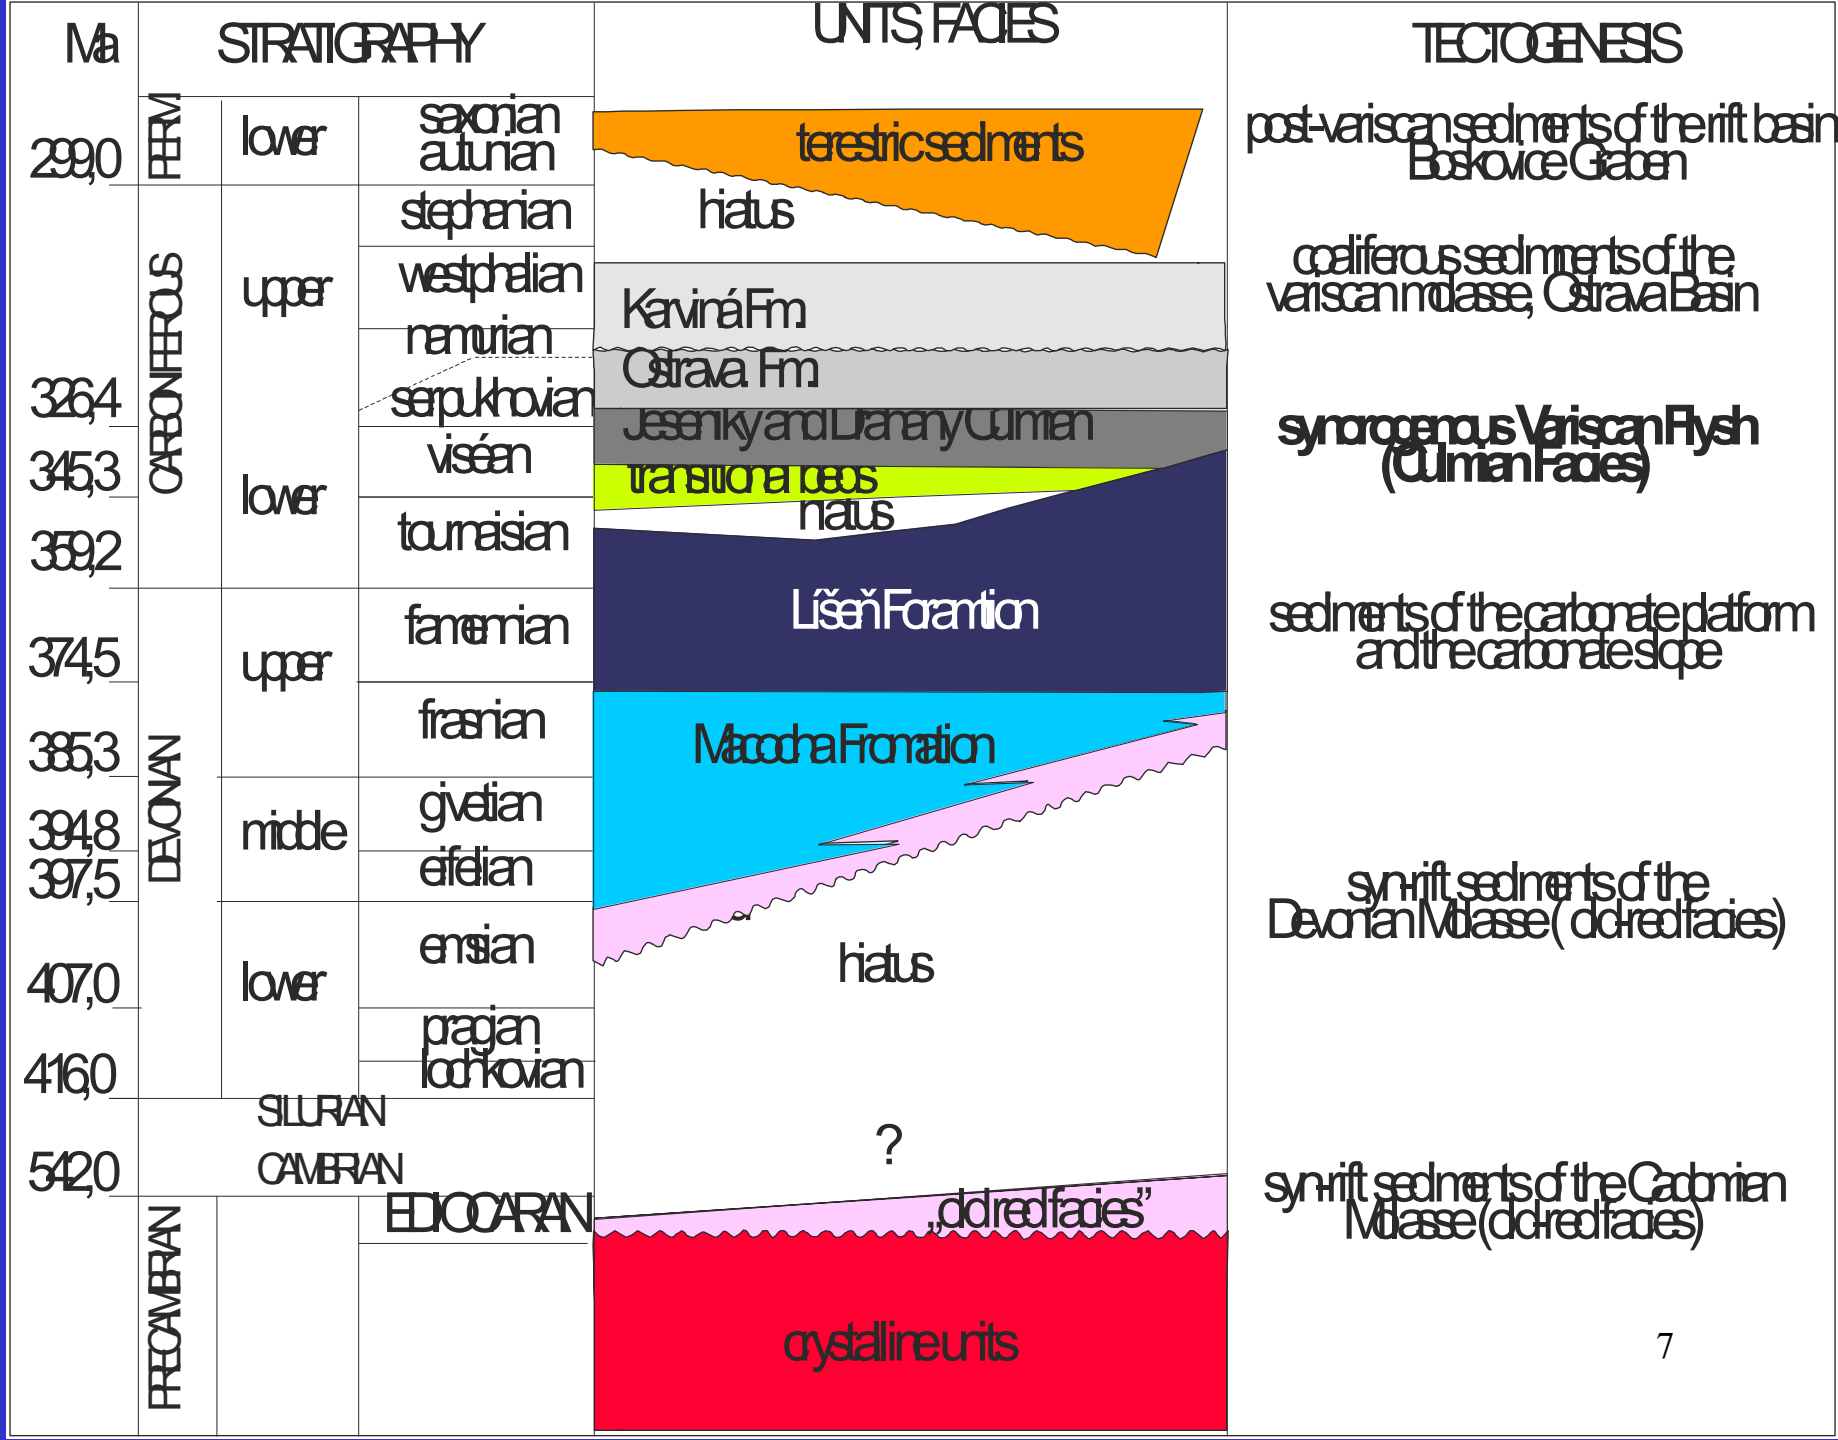 Ma
STRATIGRAPHY
UNITS, FACIES
TECTOGENESIS
PERM.
lower
saxonian
autunian
299,0
terestric sediments
post-variscan sediments of the rift basin
Boskovice Graben
CARBONIFEROUS
upper
stephanian
hiatus
westphalian
Karviná Fm.:
coaliferous sediments of the
variscan molasse, Ostrava Basin
namurian
Ostrava. Fm.:
326,4
serpukhovian
Jeseníky and Drahany Culmian
synorogenous Variscan Flysh
(Culmian Facies)
lower
viséan
345,3
transitional beds
hiatus
tournaisian
359,2
DEVONIAN
upper
famennian
Líšeň Foramtion
sediments of the carbonate platform
and the carbonate slope
374,5
frasnian
Macocha Fromation
385,3
middle
givetian
394,8
eifelian
397,5
syn-rift sediments of the
Devonian Molasse ( old-red facies)
lower
emsian
hiatus
407,0
pragian
lochkovian
416,0
SILURIAN
CAMBRIAN
?
542,0
PRECAMBRIAN
EDIOCARAN
„old red facies”
syn-rift sediments of the Cadomian
Molasse (old-red facies)
crystalline units
7